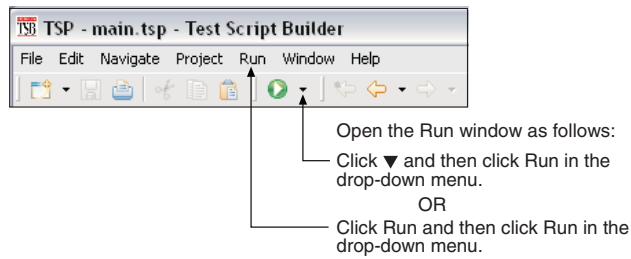 TSB TSP - main.tsp - Test Script Builder
File Edit Navigate Project Run Window Help
Open the Run window as follows:
Click ▼ and then click Run in the
drop-down menu.
OR
Click Run and then click Run in the
drop-down menu.